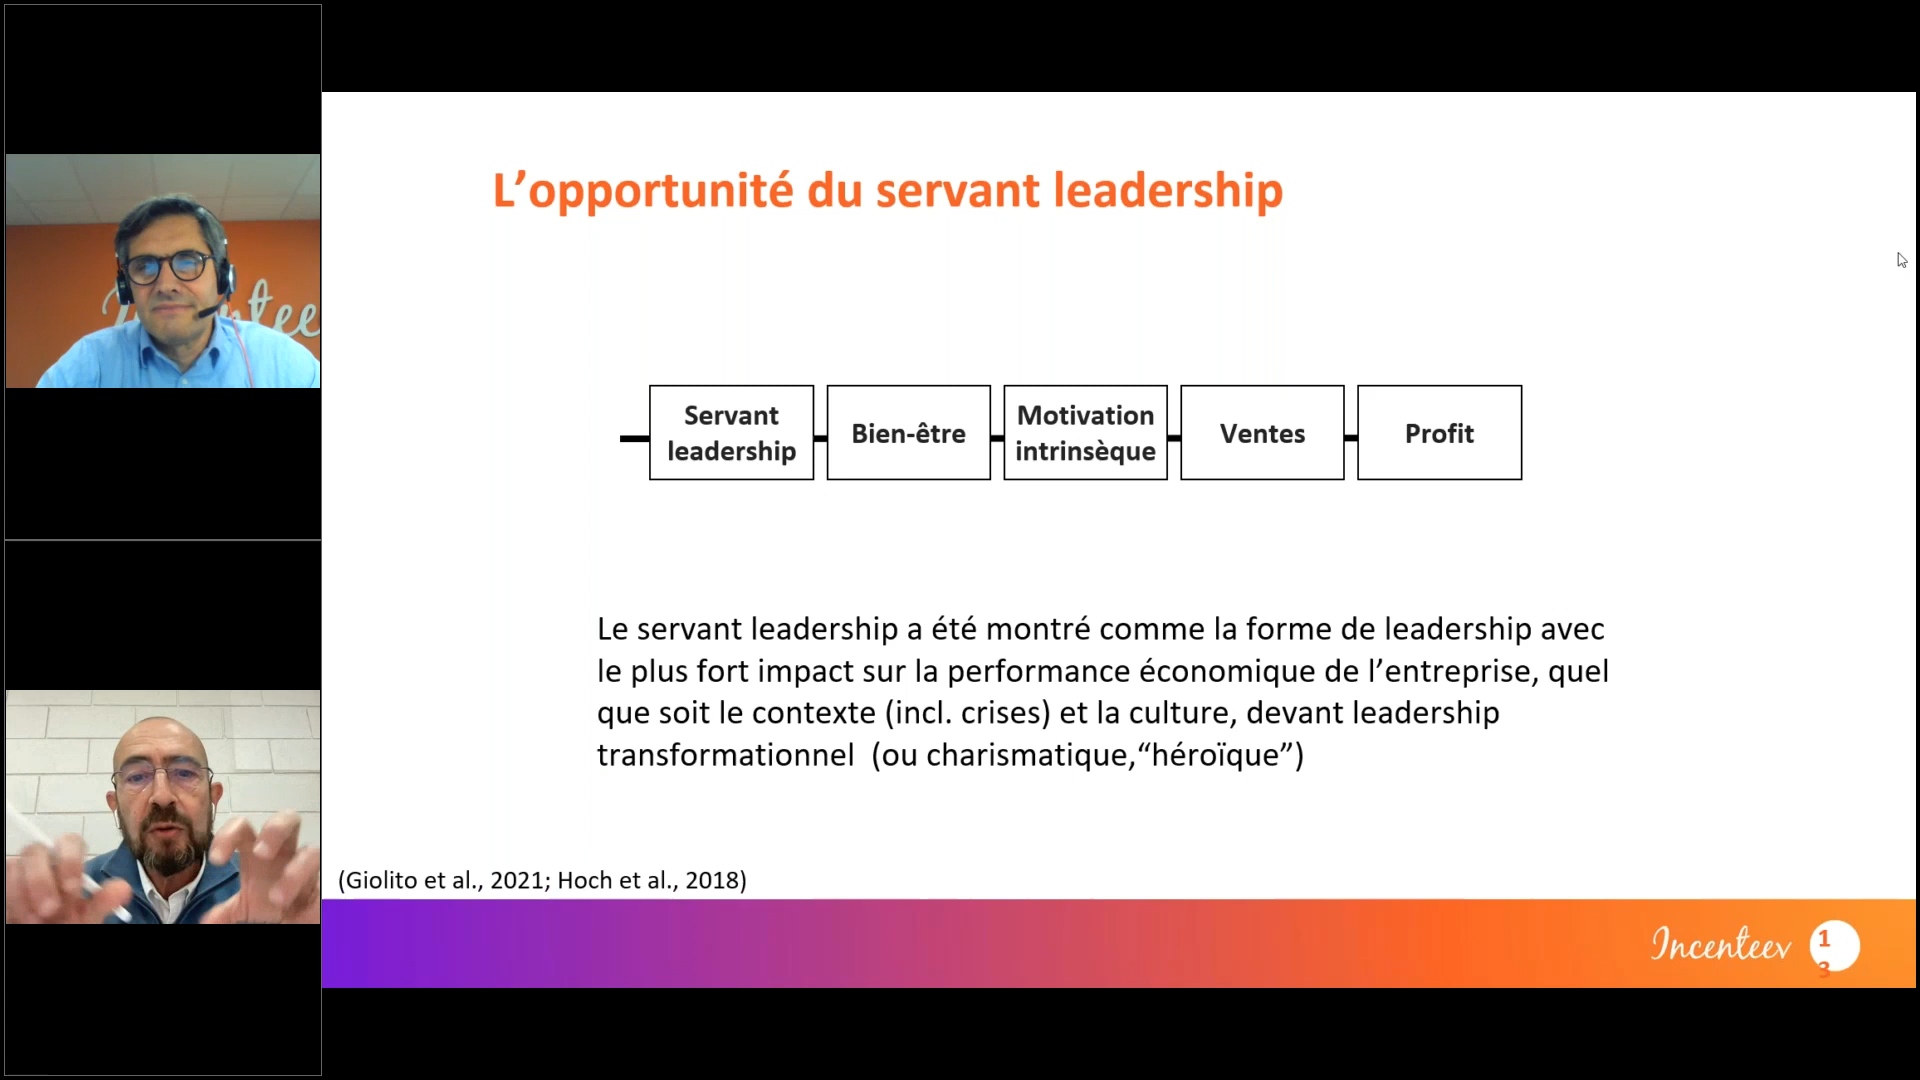 L’opportunité du servant leadership
Servant
leadership
Bien-être
Motivation
intrinsèque
Ventes
Profit
Le servant leadership a été montré comme la forme de leadership avec
le plus fort impact sur la performance économique de l’entreprise, quel
que soit le contexte (incl. crises) et la culture, devant leadership
transformationnel  (ou charismatique,“héroïque”)
(Giolito et al., 2021; Hoch et al., 2018)
Incenteev
1
3